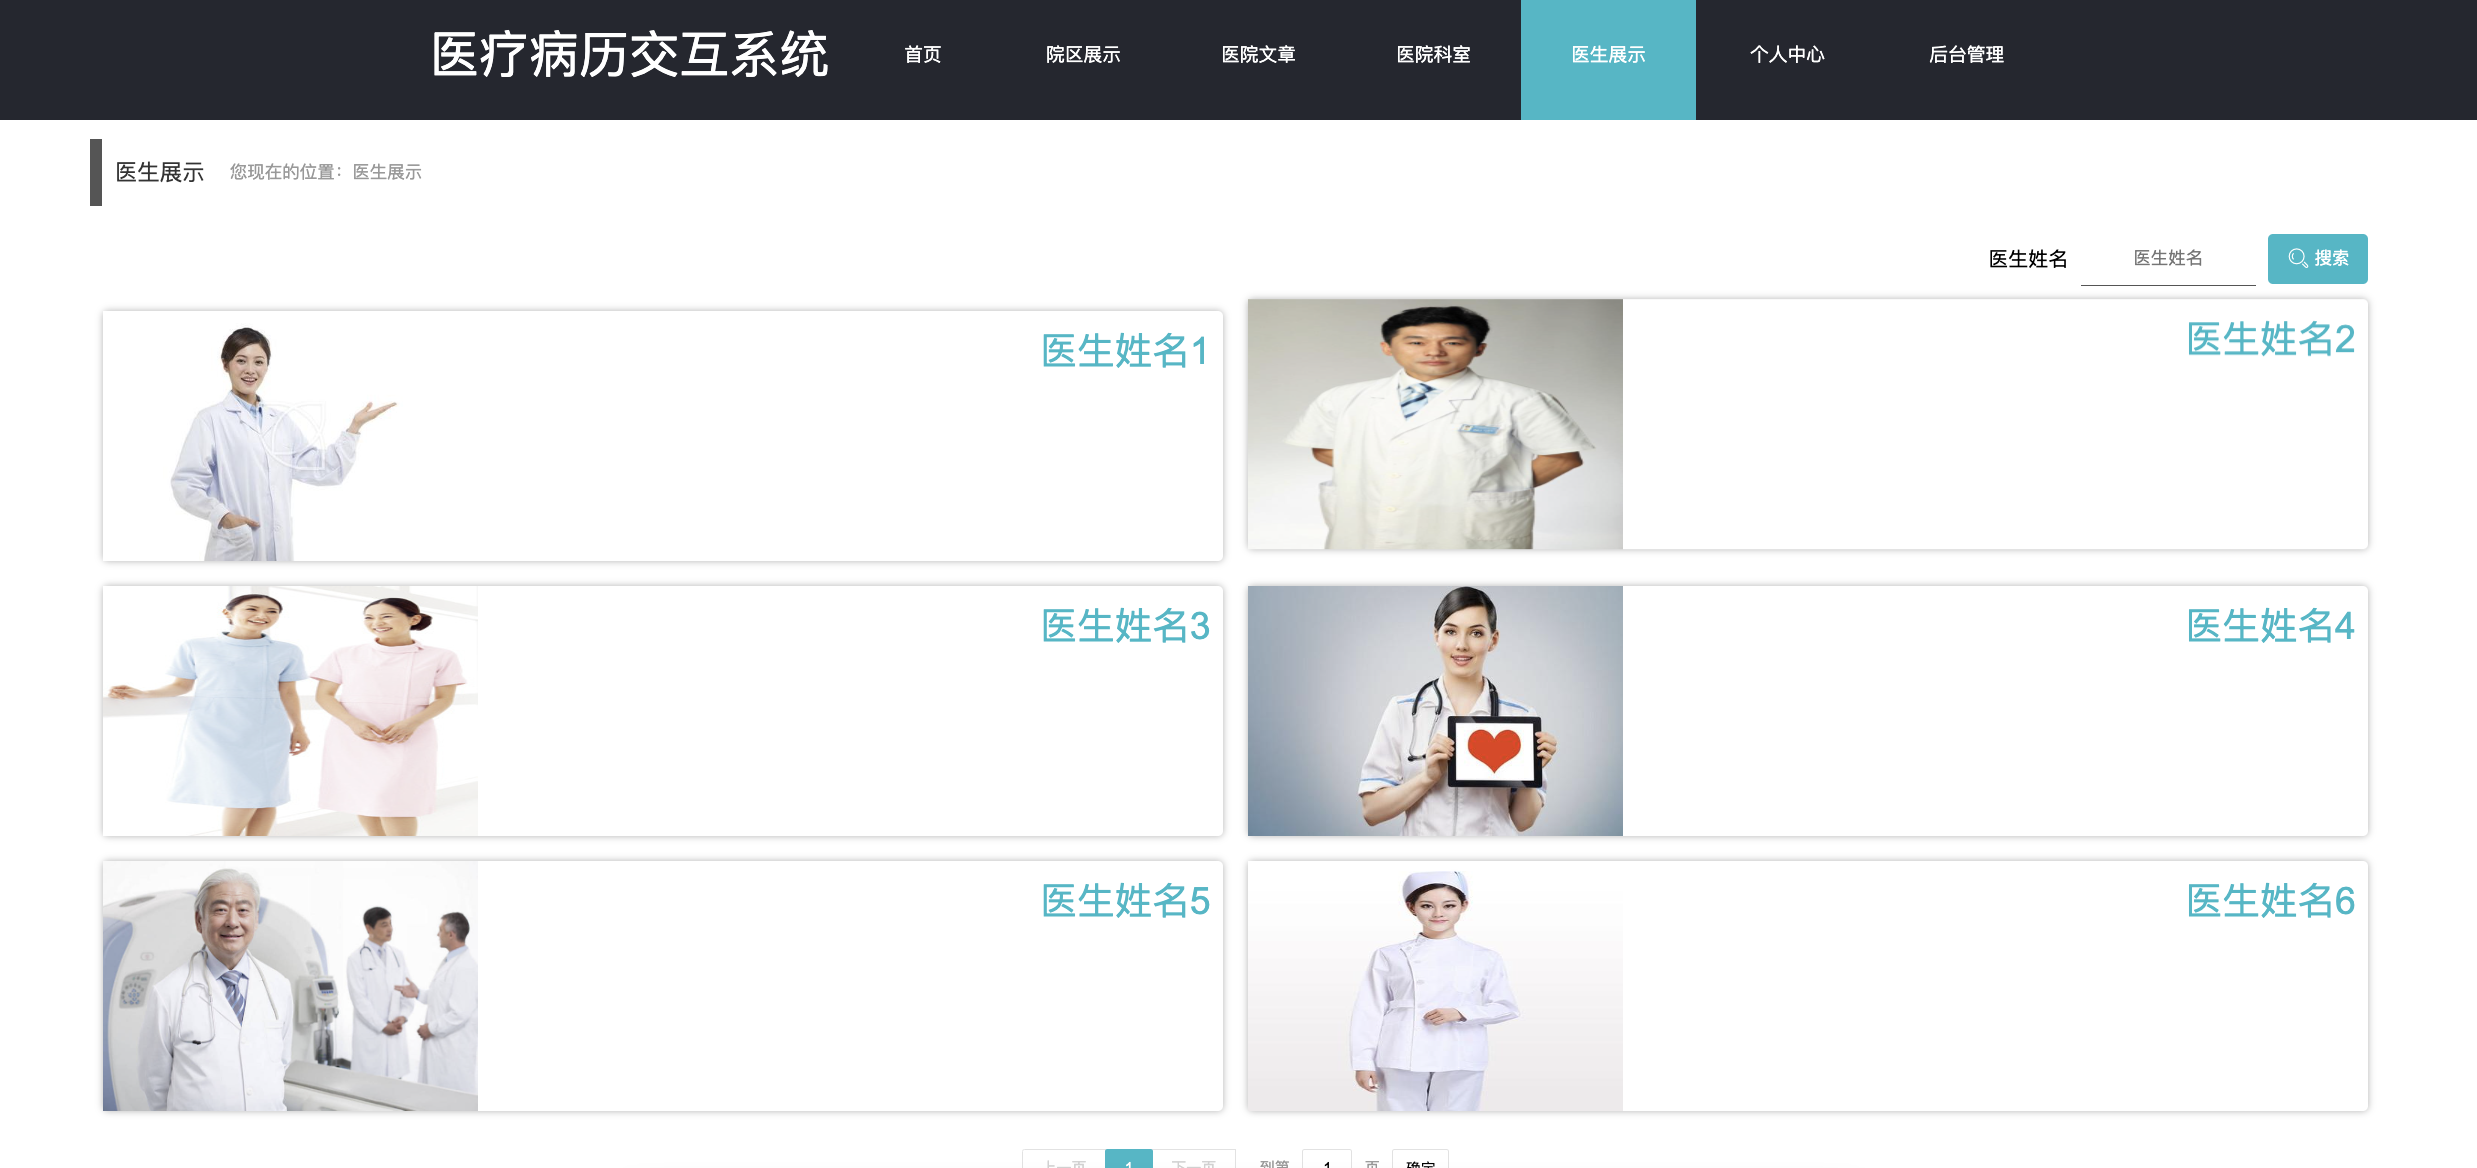 医疗病历交互系统 首页 院区展示 医院文章 医院科室 医生展示 个人中心 后台管理
医生展示 您现在的位置：医生展示
医生姓名 医生姓名 搜索
医生姓名1 医生姓名2
医生姓名3 医生姓名4
医生姓名5 医生姓名6
上一页 1 下一页 到第 1 页 确定